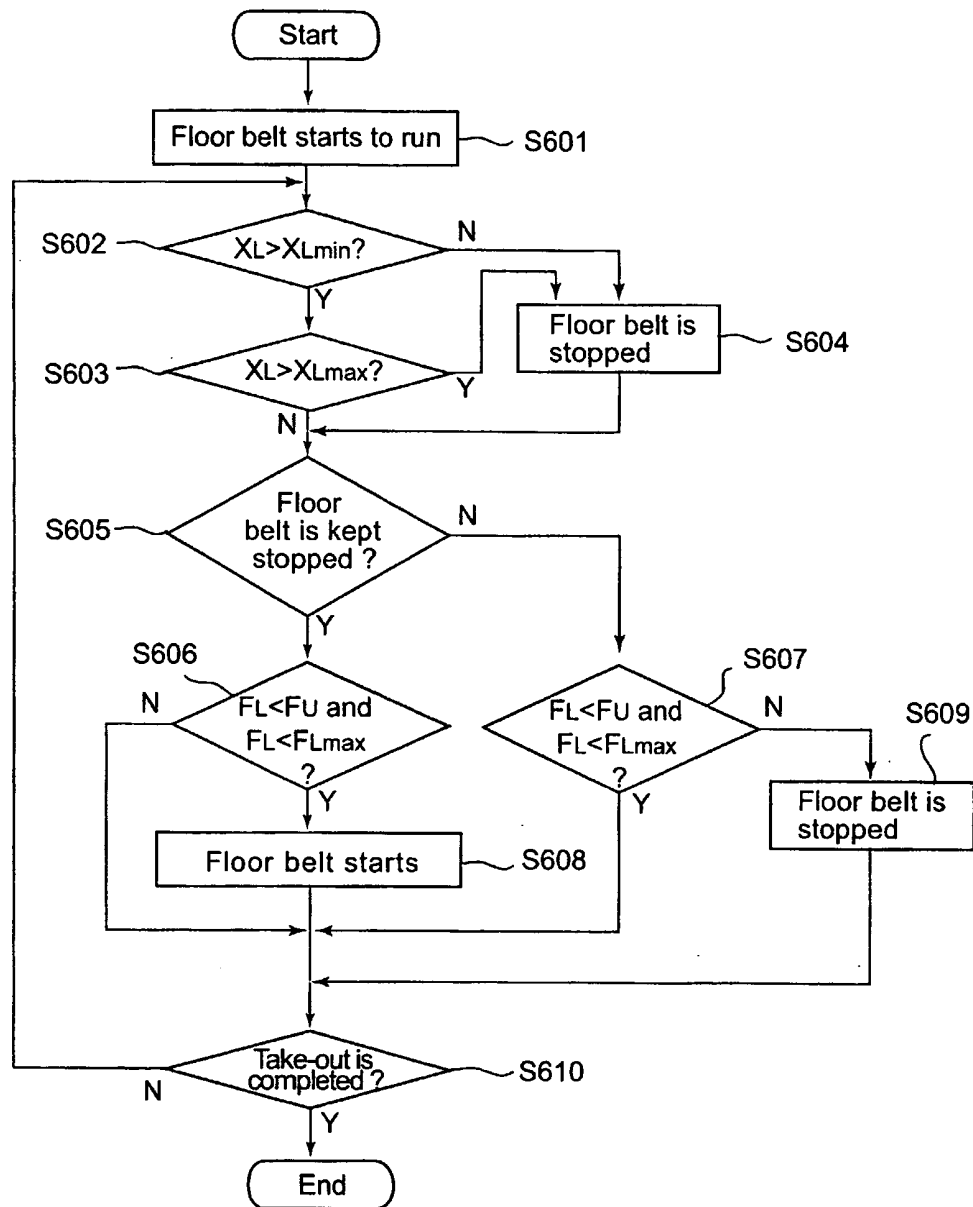 Start
Floor belt starts to run
S601
S602
XL>XLmin?
N
Y
S603
XL>XLmax?
Y
N
Floor belt is
stopped
S604
S605
Floor
belt is kept
stopped ?
N
Y
S606
N
FL<FU and
FL<FLmax
?
Y
S607
FL<FU and
FL<FLmax
?
N
Y
S609
Floor belt is
stopped
Floor belt starts
S608
Take-out is
completed ?
S610
N
Y
End